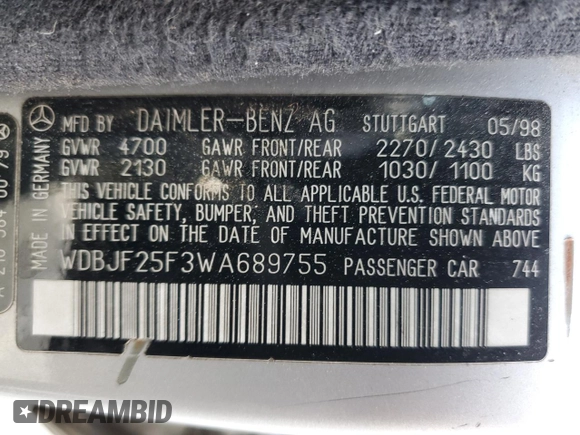 MFD BY DAIMLER-BENZ AG STUTTGART 05/98
GVWR 4700 GAWR FRONT/REAR 2270/2430 LBS
GVWR 2130 GAWR FRONT/REAR 1030/1100 KG
THIS VEHICLE CONFORMS TO ALL APPLICABLE U.S. FEDERAL MOTOR
VEHICLE SAFETY, BUMPER, AND THEFT PREVENTION STANDARDS
IN EFFECT ON THE DATE OF MANUFACTURE SHOWN ABOVE.
WDBJF25F3WA689755 PASSENGER CAR 744
MADE IN GERMANY
DREAMBID